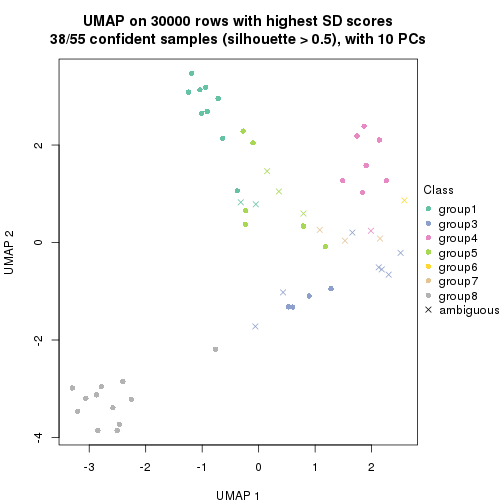 UMAP on 30000 rows with highest SD scores
38/55 confident samples (silhouette > 0.5), with 10 PCs
UMAP 2
2
0
-2
-4
-3
-2
-1
0
1
2
UMAP 1
Class
group1
group3
group4
group5
group6
group7
group8
ambiguous